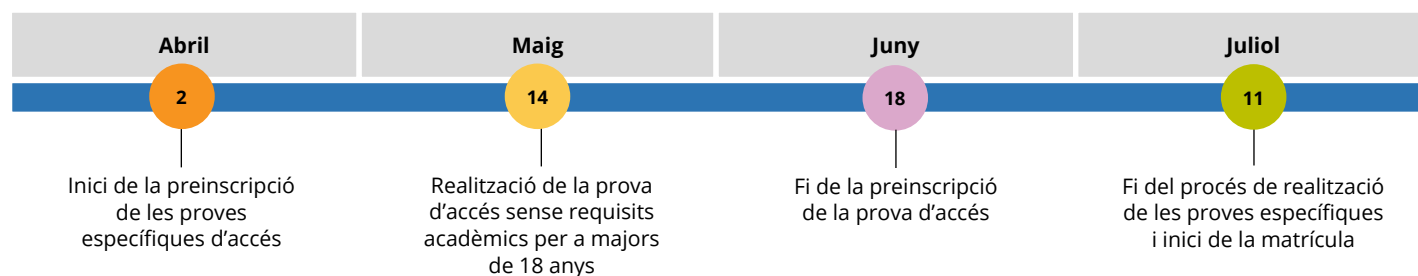 Abril
Maig
Juny
Juliol
2
14
18
11
Inici de la preinscripció
de les proves
específiques d'accés
Realització de la prova
d'accés sense requisits
acadèmics per a majors
de 18 anys
Fi de la preinscripció
de la prova d'accés
Fi del procés de realització
de les proves específiques
i inici de la matrícula